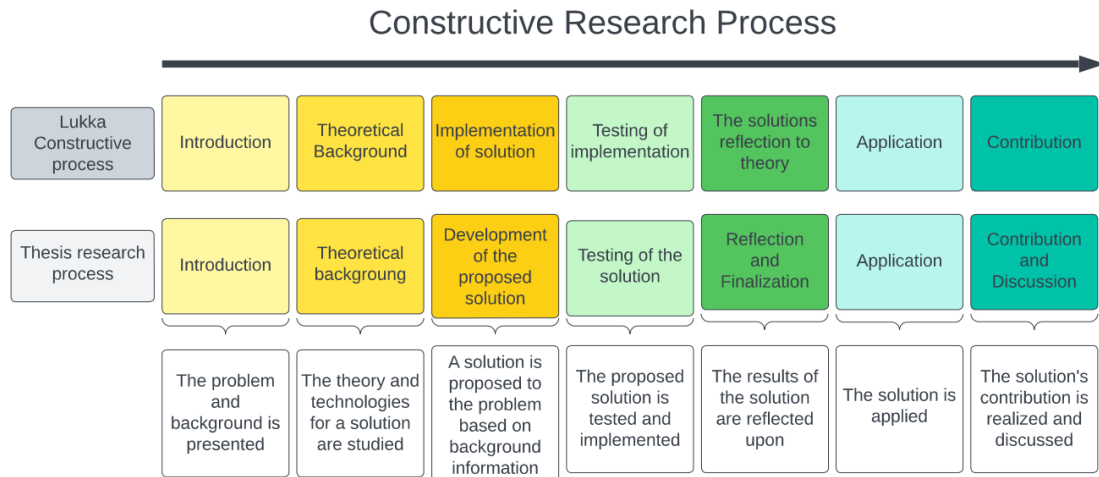 Constructive Research Process
Lukka
Constructive
process
Introduction
Theoretical
Background
Implementation
of solution
Testing of
implementation
The solutions
reflection to
theory
Application
Contribution
Thesis research
process
Introduction
Theoretical
backgroung
Development
of the
proposed
solution
Testing of the
solution
Reflection
and
Finalization
Application
Contribution
and
Discussion
The problem
and
background is
presented
The theory and
technologies
for a solution
are studied
A solution is
proposed to
the problem
based on
background
information
The proposed
solution is
tested and
implemented
The results of
the solution
are reflected
upon
The solution is
applied
The solution's
contribution is
realized and
discussed